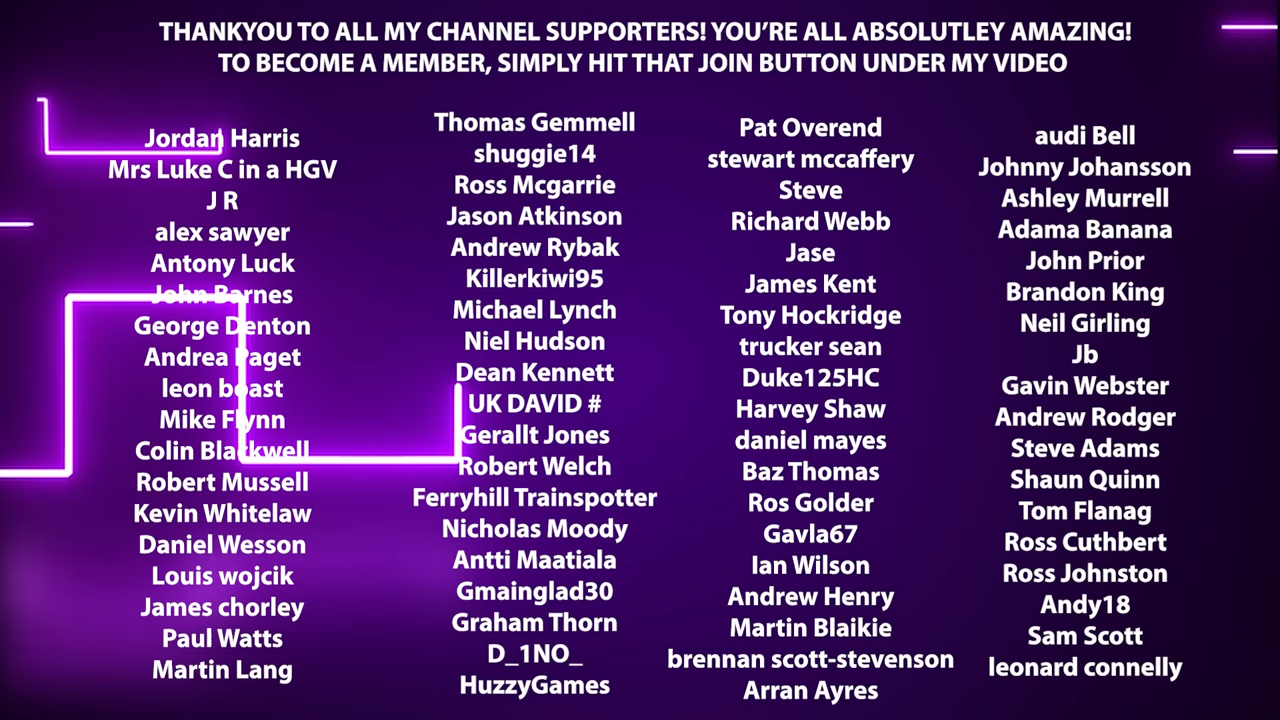 THANKYOU TO ALL MY CHANNEL SUPPORTERS! YOU'RE ALL ABSOLUTLEY AMAZING!
TO BECOME A MEMBER, SIMPLY HIT THAT JOIN BUTTON UNDER MY VIDEO
Jordan Harris
Mrs Luke C in a HGV
J R
alex sawyer
Antony Luck
John Barnes
George Denton
Andrea Paget
leon boast
Mike Flynn
Colin Blackwell
Robert Mussell
Kevin Whitelaw
Daniel Wesson
Louis wojcik
James chorley
Paul Watts
Martin Lang
Thomas Gemmell
shuggie14
Ross Mcgarrie
Jason Atkinson
Andrew Rybak
Killerkiwi95
Michael Lynch
Niel Hudson
Dean Kennett
UK DAVID #
Gerallt Jones
Robert Welch
Ferryhill Trainspotter
Nicholas Moody
Antti Maatiala
Gmainglad30
Graham Thorn
D_1NO_
HuzzyGames
Pat Overend
stewart mccaffery
Steve
Richard Webb
Jase
James Kent
Tony Hockridge
trucker sean
Duke125HC
Harvey Shaw
daniel mayes
Baz Thomas
Ros Golder
Gavla67
Ian Wilson
Andrew Henry
Martin Blaikie
brennan scott-stevenson
Arran Ayres
audi Bell
Johnny Johansson
Ashley Murrell
Adama Banana
John Prior
Brandon King
Neil Girling
Jb
Gavin Webster
Andrew Rodger
Steve Adams
Shaun Quinn
Tom Flanag
Ross Cuthbert
Ross Johnston
Andy18
Sam Scott
leonard connelly